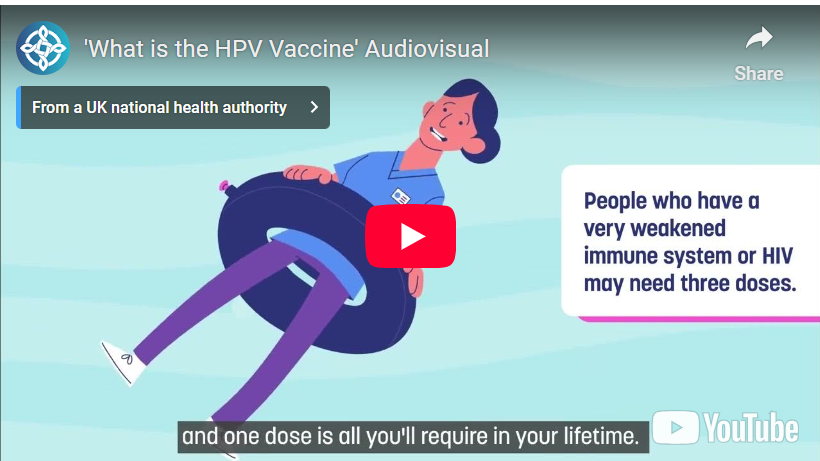 'What is the HPV Vaccine' Audiovisual
Share
From a UK national health authority
People who have a
very weakened
immune system or HIV
may need three doses.
and one dose is all you'll require in your lifetime.
YouTube